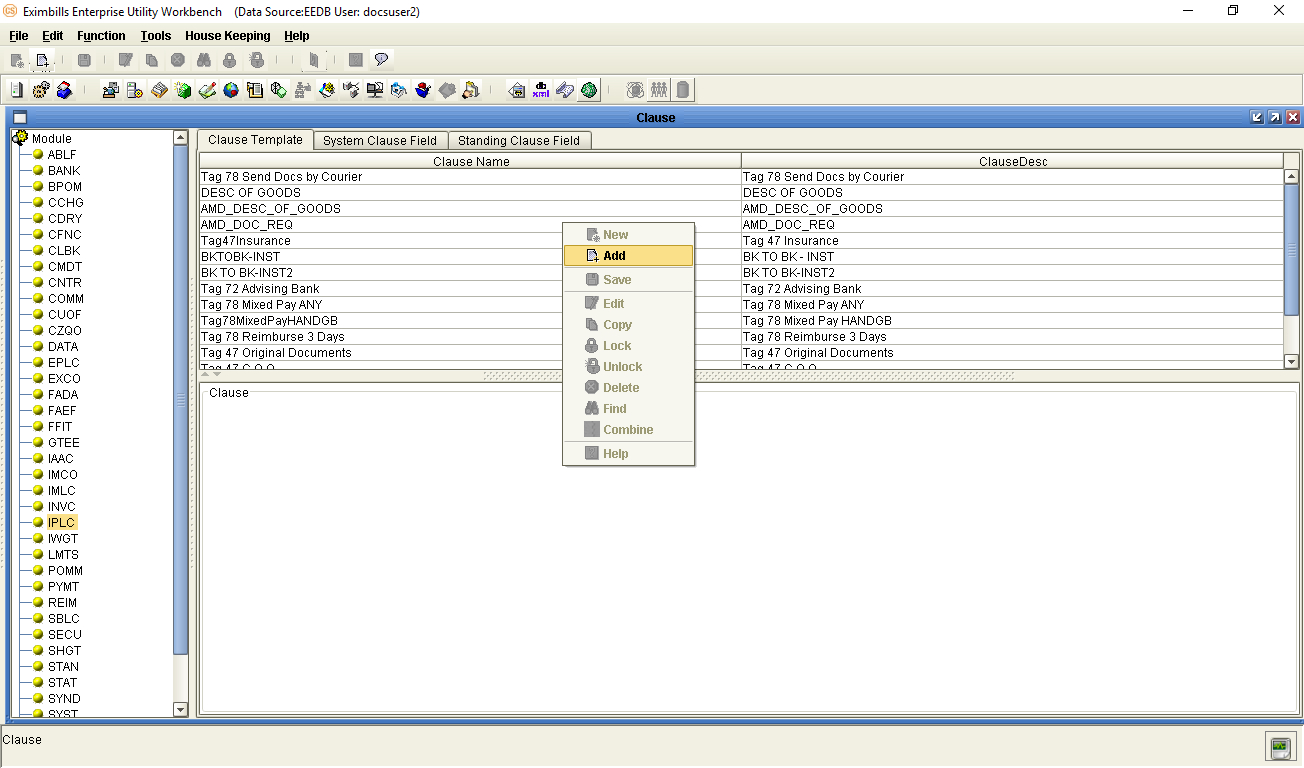 CS Eximbills Enterprise Utility Workbench (Data Source:EEDB User: docsuser2)
File Edit Function Tools House Keeping Help
xml
Clause
Module
ABLF
BANK
BPOM
CCHG
CDRY
CFNC
CLBK
CMDT
CNTR
COMM
CUOF
CZQO
DATA
EPLC
EXCO
FADA
FAEF
FFIT
GTEE
IAAC
IMCO
IMLC
INVC
IPLC
IWGT
LMTS
POMM
PYMT
REIM
SBLC
SECU
SHGT
STAN
STAT
SYND
SYST
Clause Template System Clause Field Standing Clause Field
Clause Name ClauseDesc
Tag 78 Send Docs by Courier Tag 78 Send Docs by Courier
DESC OF GOODS DESC OF GOODS
AMD_DESC_OF_GOODS AMD_DESC_OF_GOODS
AMD_DOC_REQ AMD_DOC_REQ
Tag47Insurance Tag 47 Insurance
BKTOBK-INST BK TO BK - INST
BK TO BK-INST2 BK TO BK-INST2
Tag 72 Advising Bank Tag 72 Advising Bank
Tag 78 Mixed Pay ANY Tag 78 Mixed Pay ANY
Tag78MixedPayHANDGB Tag 78 Mixed Pay HANDGB
Tag 78 Reimburse 3 Days Tag 78 Reimburse 3 Days
Tag 47 Original Documents Tag 47 Original Documents
Tag 47 C.O.O Tag 47 C.O.O
New
Add
Save
Edit
Copy
Lock
Unlock
Delete
Find
Combine
Help
Clause
Clause